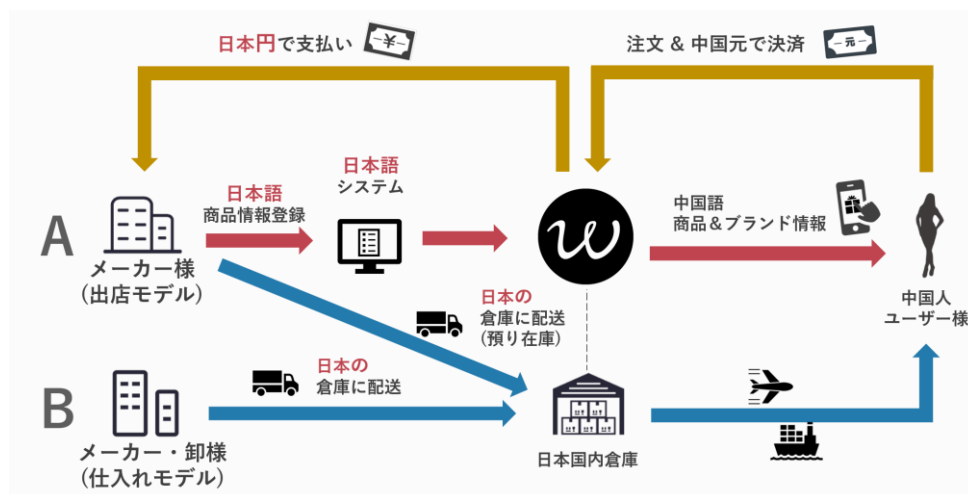 日本円で支払い
¥
注文 & 中国元で決済
元
日本語
システム
日本語
商品情報登録
中国語
商品&ブランド情報
A
w
メーカー様
(出店モデル)
日本の
倉庫に配送
(預り在庫)
中国人
ユーザー様
日本の
倉庫に配送
B
メーカー・卸様
(仕入れモデル)
日本国内倉庫